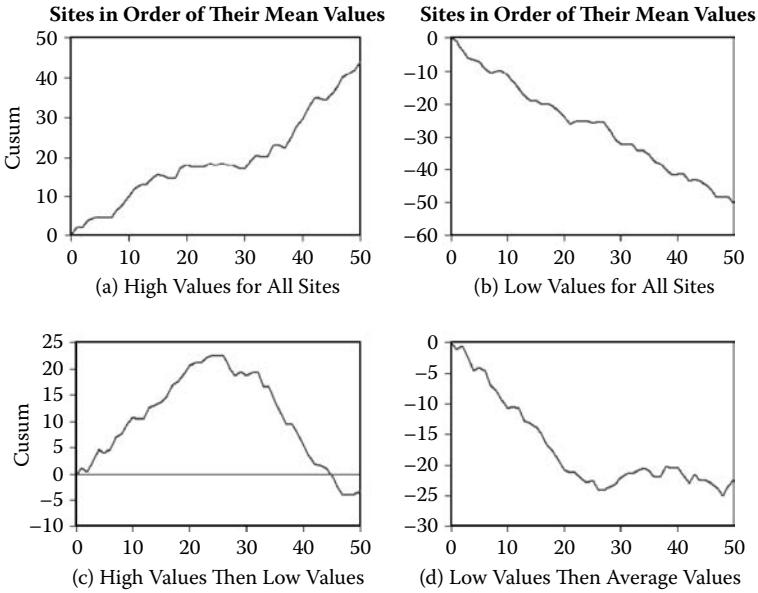 Sites in Order of Their Mean Values
Sites in Order of Their Mean Values
50
40
30
20
10
0
Cusum
0 10 20 30 40 50
(a) High Values for All Sites
0
−10
−20
−30
−40
−50
−60
0 10 20 30 40 50
(b) Low Values for All Sites
25
20
15
10
5
0
−5
−10
Cusum
0 10 20 30 40 50
(c) High Values Then Low Values
0
−5
−10
−15
−20
−25
−30
0 10 20 30 40 50
(d) Low Values Then Average Values